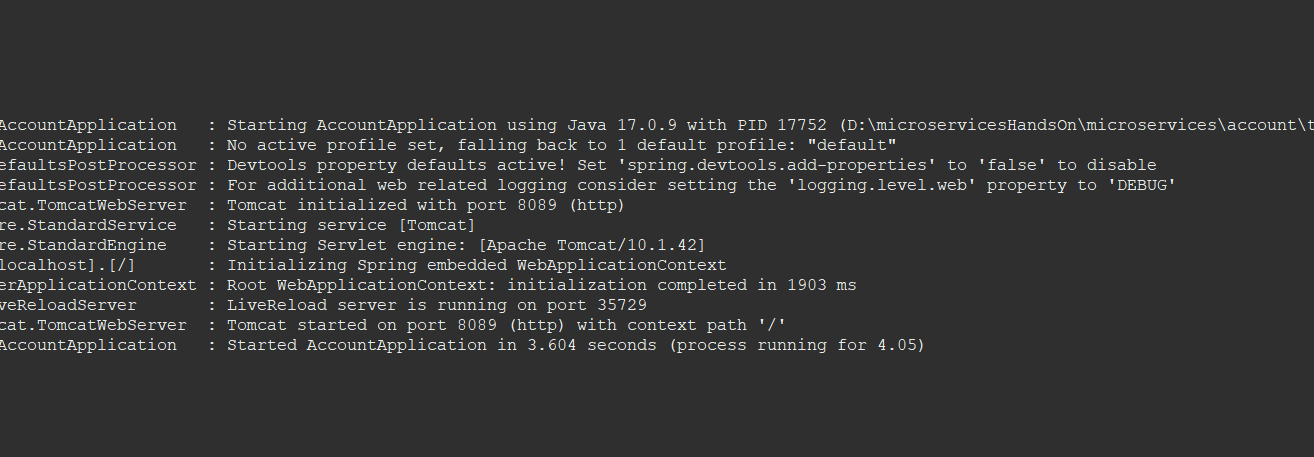 AccountApplication : Starting AccountApplication using Java 17.0.9 with PID 17752 (D:\microservicesHandsOn\microservices\account\t
AccountApplication : No active profile set, falling back to 1 default profile: "default"
efaultsPostProcessor : Devtools property defaults active! Set 'spring.devtools.add-properties' to 'false' to disable
efaultsPostProcessor : For additional web related logging consider setting the 'logging.level.web' property to 'DEBUG'
cat.TomcatWebServer : Tomcat initialized with port 8089 (http)
re.StandardService : Starting service [Tomcat]
re.StandardEngine : Starting Servlet engine: [Apache Tomcat/10.1.42]
localhost].[/] : Initializing Spring embedded WebApplicationContext
erApplicationContext : Root WebApplicationContext: initialization completed in 1903 ms
veReloadServer : LiveReload server is running on port 35729
cat.TomcatWebServer : Tomcat started on port 8089 (http) with context path '/'
AccountApplication : Started AccountApplication in 3.604 seconds (process running for 4.05)